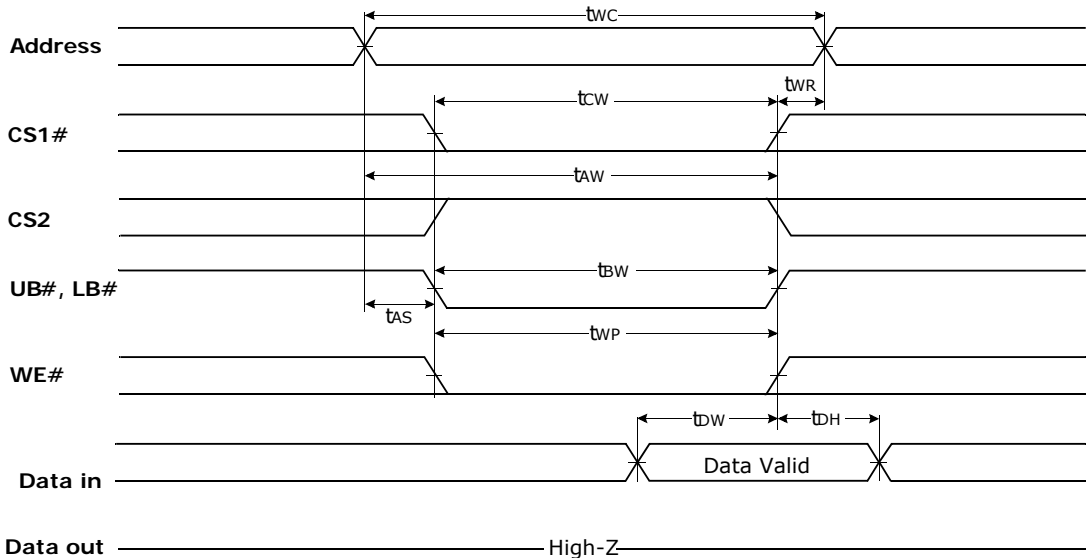 tWC
Address
tCW
tWR
CS1#
tAW
CS2
tBW
UB#, LB#
tAS
tWP
WE#
tDW
tDH
Data Valid
Data in
Data out
High-Z